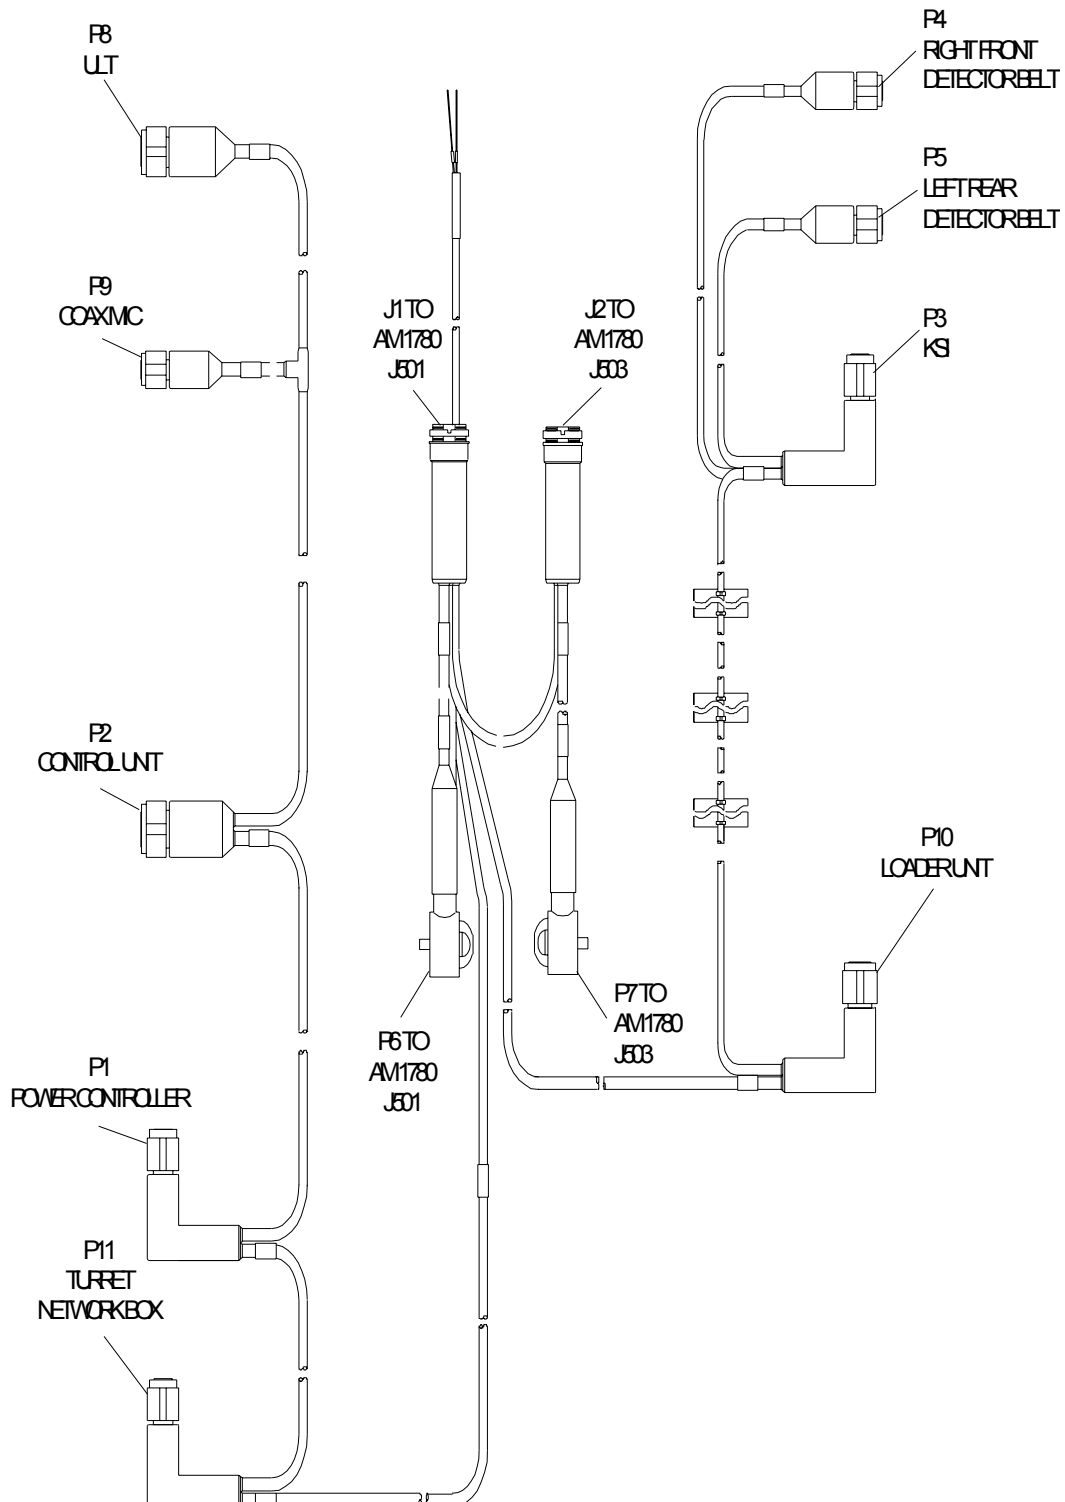 P8
ULT
P4
RIGHT FRONT
DETECTOR BELT
P5
LEFT REAR
DETECTOR BELT
P9
COAX MIC
J1 TO
AM1780
J501
J2 TO
AM1780
J503
P3
KSI
P2
CONTROL UNIT
P10
LOADER UNIT
P7 TO
AM1780
J503
P6 TO
AM1780
J501
P1
POWER CONTROLLER
P11
TURRET
NETWORK BOX